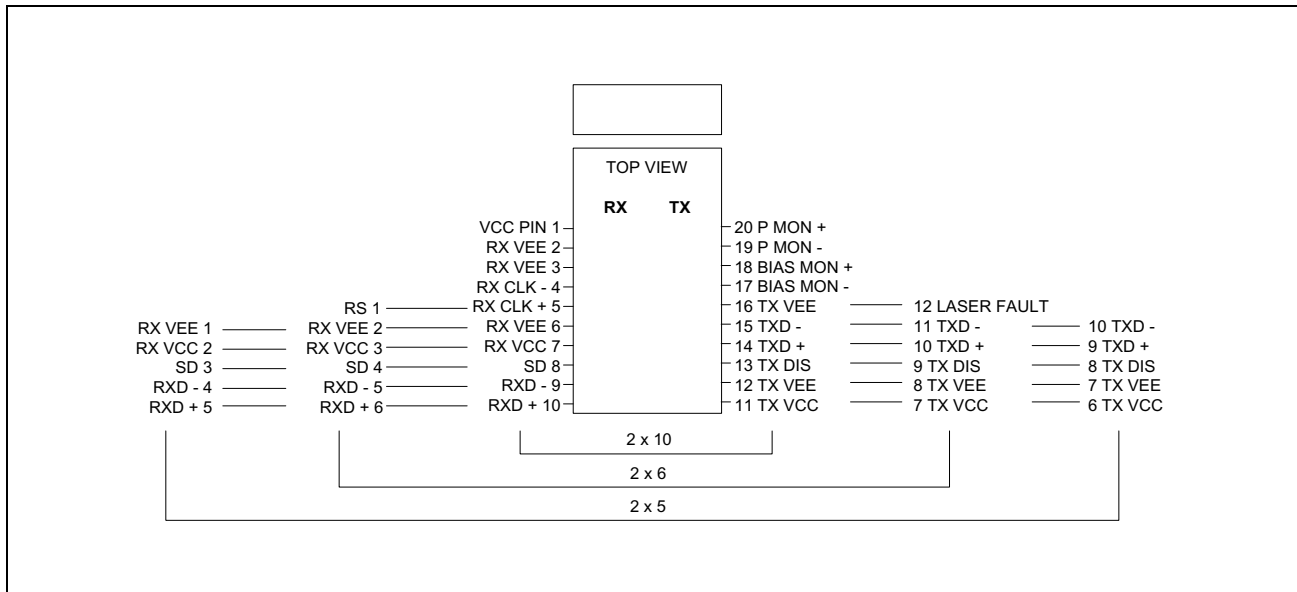 TOP VIEW
RX TX
VCC PIN 1 20 P MON +
RX VEE 2 19 P MON -
RX VEE 3 18 BIAS MON +
RX CLK - 4 17 BIAS MON -
RS 1 RX CLK + 5 16 TX VEE 12 LASER FAULT
RX VEE 1 RX VEE 2 RX VEE 6 15 TXD - 11 TXD - 10 TXD -
RX VCC 2 RX VCC 3 RX VCC 7 14 TXD + 10 TXD + 9 TXD +
SD 3 SD 4 SD 8 13 TX DIS 9 TX DIS 8 TX DIS
RXD - 4 RXD - 5 RXD - 9 12 TX VEE 8 TX VEE 7 TX VEE
RXD + 5 RXD + 6 RXD + 10 11 TX VCC 7 TX VCC 6 TX VCC
2 x 10
2 x 6
2 x 5